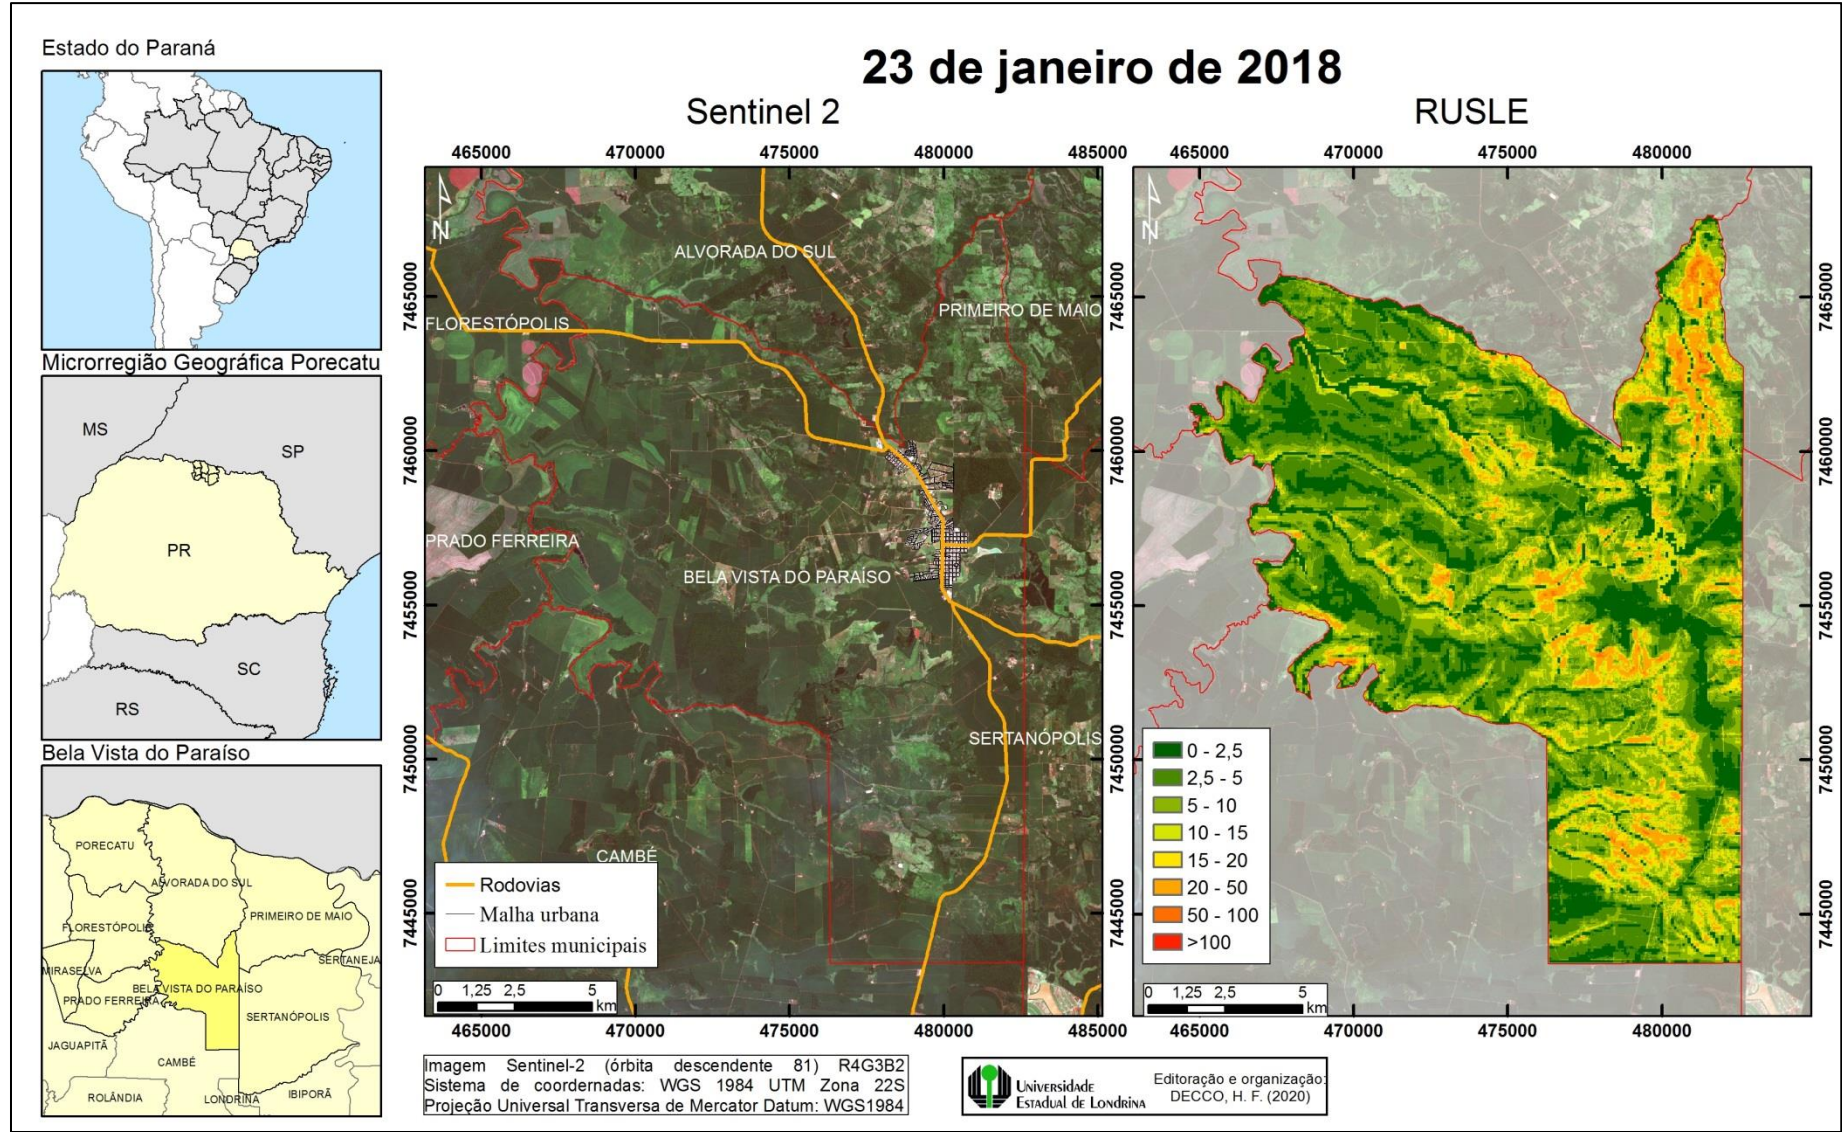 23 de janeiro de 2018
Estado do Paraná
Microrregião Geográfica Porecatu
MS
SP
PR
SC
RS
Bela Vista do Paraíso
PORECATU
ALVORADA DO SUL
PRIMEIRO DE MAIO
FLORESTÓPOLIS
SERTANEJA
MIRASELVA
BELA VISTA DO PARAÍSO
PRADO FERREIRA
SERTANÓPOLIS
JAGUAPITÃ
CAMBÉ
IBIPORÃ
ROLÂNDIA
LONDRINA
Sentinel 2
465000 470000 475000 480000 485000
N
7465000
7460000
7455000
7450000
7445000
ALVORADA DO SUL
PRIMEIRO DE MAIO
FLORESTÓPOLIS
PRADO FERREIRA
BELA VISTA DO PARAÍSO
SERTANÓPOLIS
CAMBÉ
Rodovias
Malha urbana
Limites municipais
0 1,25 2,5 5
km
7465000
7460000
7455000
7450000
7445000
465000 470000 475000 480000 485000
RUSLE
465000 470000 475000 480000
N
0 - 2,5
2,5 - 5
5 - 10
10 - 15
15 - 20
20 - 50
50 - 100
>100
0 1,25 2,5 5
km
7465000
7460000
7455000
7450000
7445000
465000 470000 475000 480000
Imagem Sentinel-2 (órbita descendente 81) R4G3B2
Sistema de coordernadas: WGS 1984 UTM Zona 22S
Projeção Universal Transversa de Mercator Datum: WGS1984
UNIVERSIDADE
ESTADUAL DE LONDRINA
Editoração e organização:
DECCO, H. F. (2020)